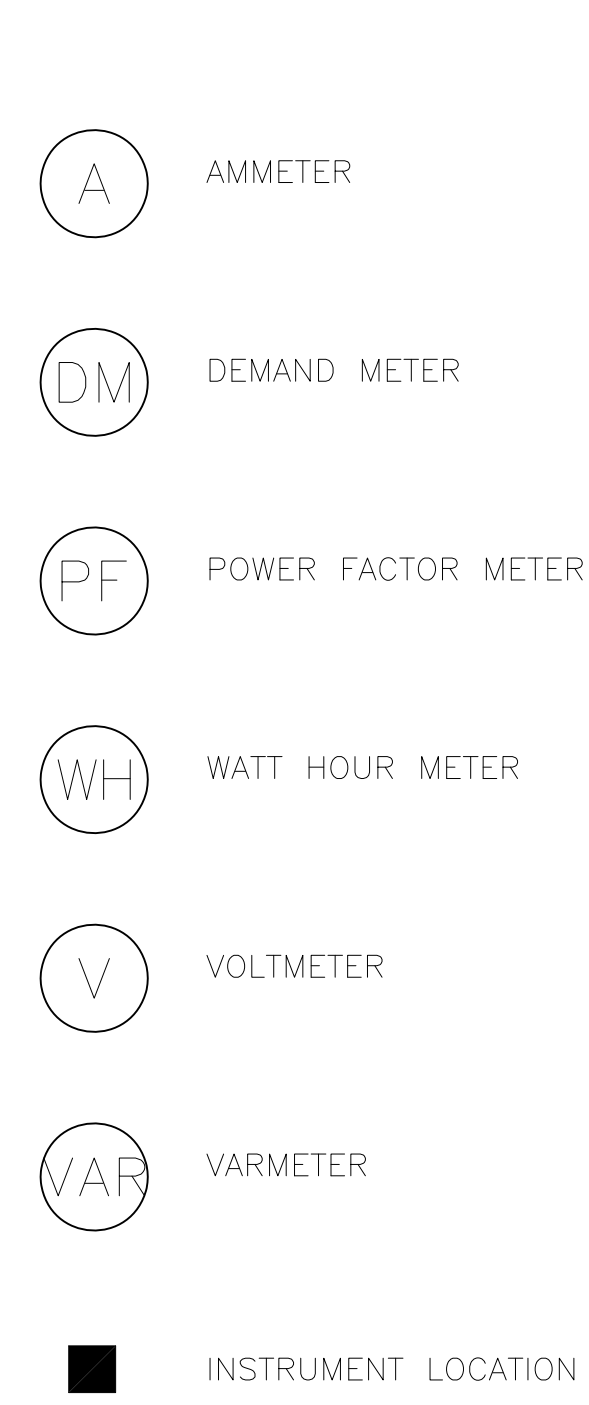 A AMMETER
DM DEMAND METER
PF POWER FACTOR METER
WH WATT HOUR METER
V VOLTMETER
VAR VARMETER
INSTRUMENT LOCATION